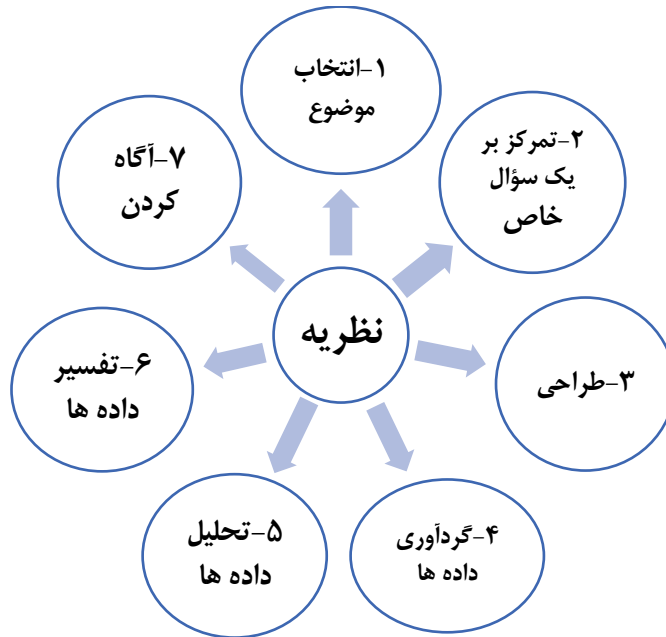 ۱-انتخاب
موضوع
۲-تمرکز بر
یک سؤال
خاص
۳-طراحی
۴-گردآوری
داده ها
۵-تحلیل
داده ها
۶-تفسیر
داده ها
۷-آگاه
کردن
نظریه